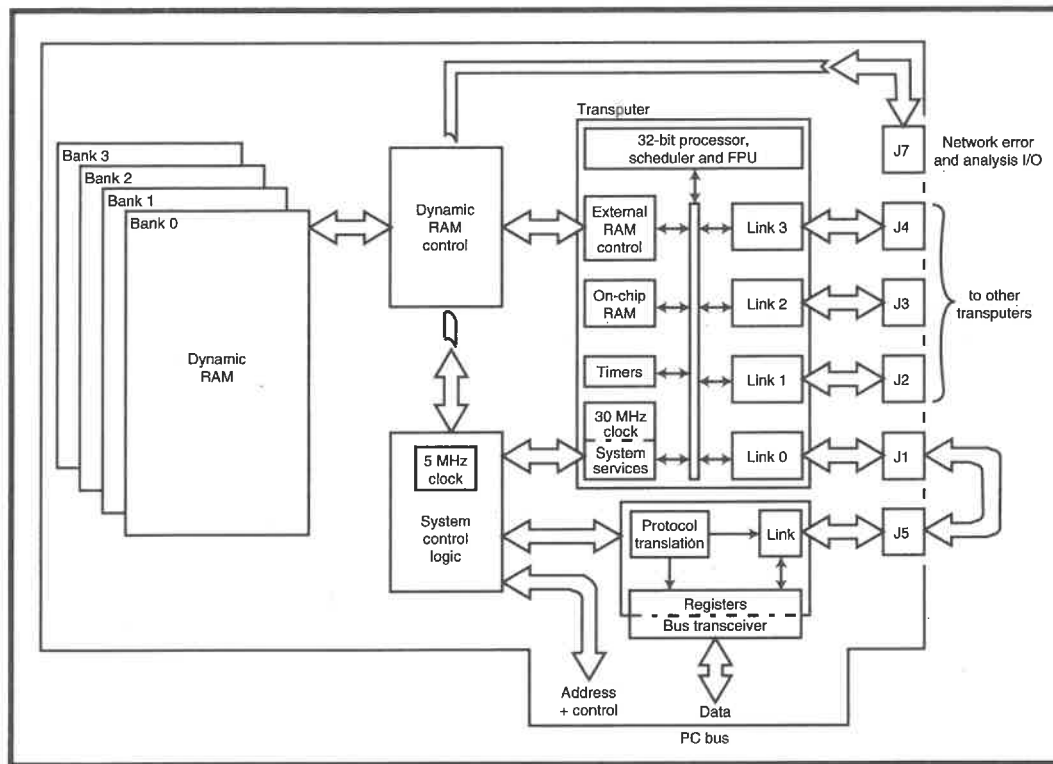 Transputer
32-bit processor,
scheduler and FPU
J7
Network error
and analysis I/O
Bank 3
Bank 2
Bank 1
Bank 0
Dynamic
RAM
Dynamic
RAM
control
External
RAM
control
Link 3
J4
On-chip
RAM
Link 2
J3
to other
transputers
Timers
Link 1
J2
30 MHz
clock
System
services
Link 0
J1
5 MHz
clock
System
control
logic
Protocol
translation
Link
J5
Registers
Bus transceiver
Address
+ control
Data
PC bus